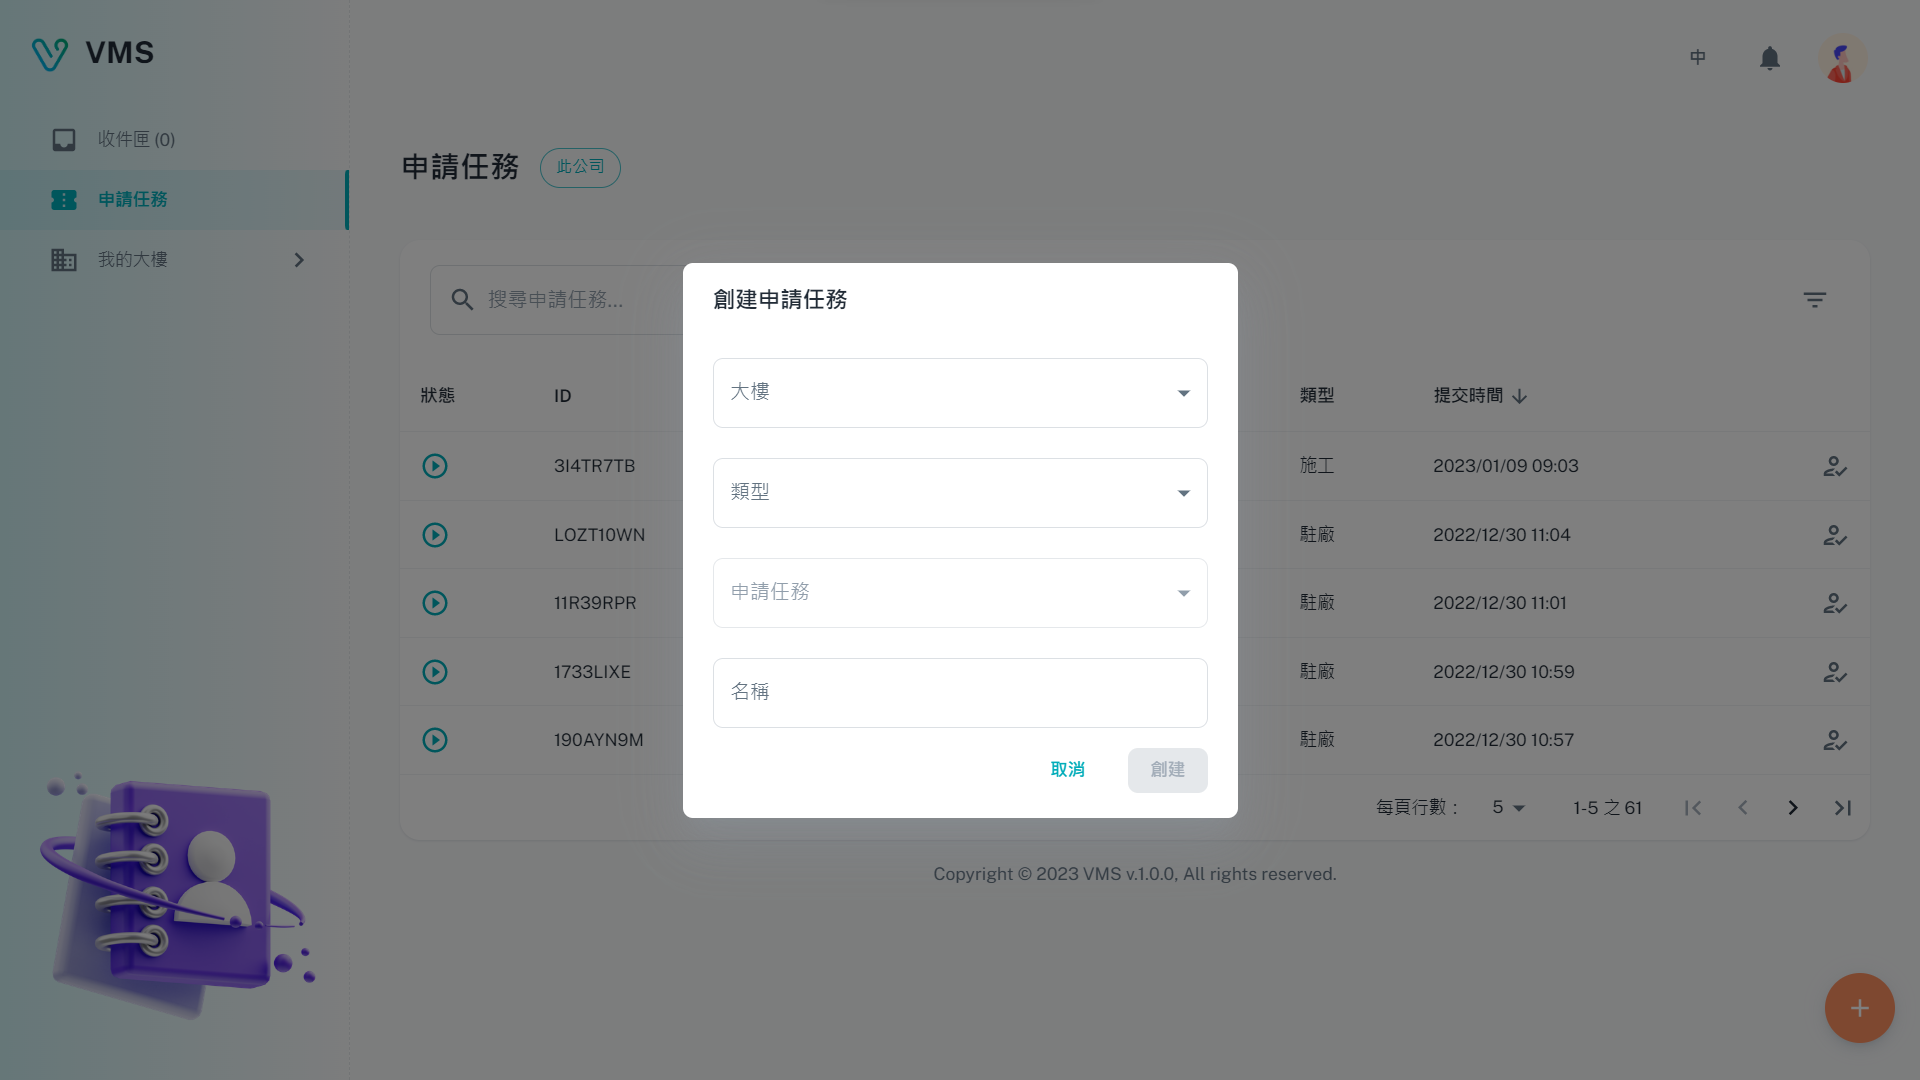 VMS
中
收件匣 (0)
申請任務
我的大樓
申請任務
此公司
搜尋申請任務...
狀態
ID
類型
提交時間
3I4TR7TB
施工
2023/01/09 09:03
LOZT10WN
駐廠
2022/12/30 11:04
11R39RPR
駐廠
2022/12/30 11:01
1733LIXE
駐廠
2022/12/30 10:59
190AYN9M
駐廠
2022/12/30 10:57
每頁行數：
5
1-5 之 61
創建申請任務
大樓
類型
申請任務
名稱
取消
創建
Copyright © 2023 VMS v.1.0.0, All rights reserved.